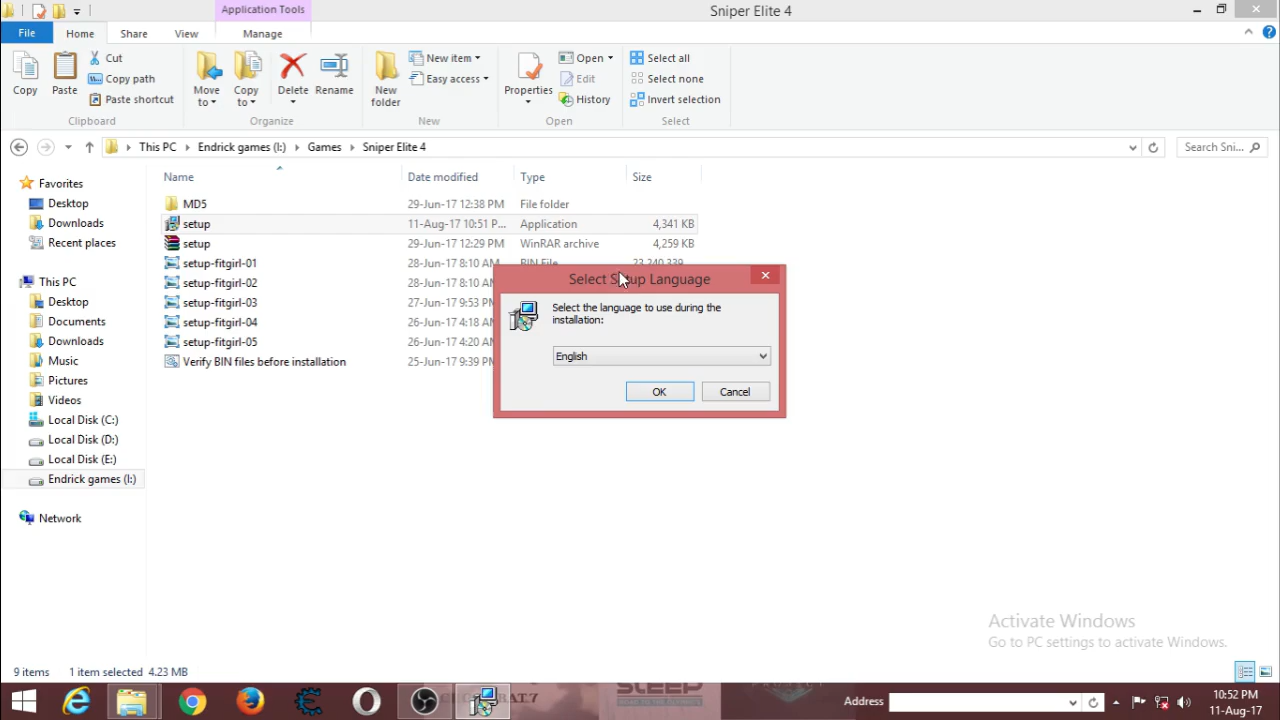 Application Tools
Sniper Elite 4
File
Home
Share
View
Manage
Copy
Paste
Cut
Copy path
Paste shortcut
Clipboard
Move to
Copy to
Delete
Rename
Organize
New folder
New item
Easy access
New
Properties
Open
Edit
History
Open
Select all
Select none
Invert selection
Select
This PC
Endrick games (I:)
Games
Sniper Elite 4
Search Sni...
Name
Date modified
Type
Size
MD5
29-Jun-17 12:38 PM
File folder
setup
11-Aug-17 10:51 P...
Application
4,341 KB
setup
29-Jun-17 12:29 PM
WinRAR archive
4,259 KB
setup-fitgirl-01
28-Jun-17 8:10 AM
BIN File
23,240,339
setup-fitgirl-02
28-Jun-17 8:10 AM
setup-fitgirl-03
27-Jun-17 9:53 PM
setup-fitgirl-04
26-Jun-17 4:18 AM
setup-fitgirl-05
26-Jun-17 4:20 AM
Verify BIN files before installation
25-Jun-17 9:39 PM
Favorites
Desktop
Downloads
Recent places
This PC
Desktop
Documents
Downloads
Music
Pictures
Videos
Local Disk (C:)
Local Disk (D:)
Local Disk (E:)
Endrick games (I:)
Network
Select Setup Language
Select the language to use during the
installation:
English
OK
Cancel
Activate Windows
Go to PC settings to activate Windows.
9 items
1 item selected 4.23 MB
Address
10:52 PM
11-Aug-17